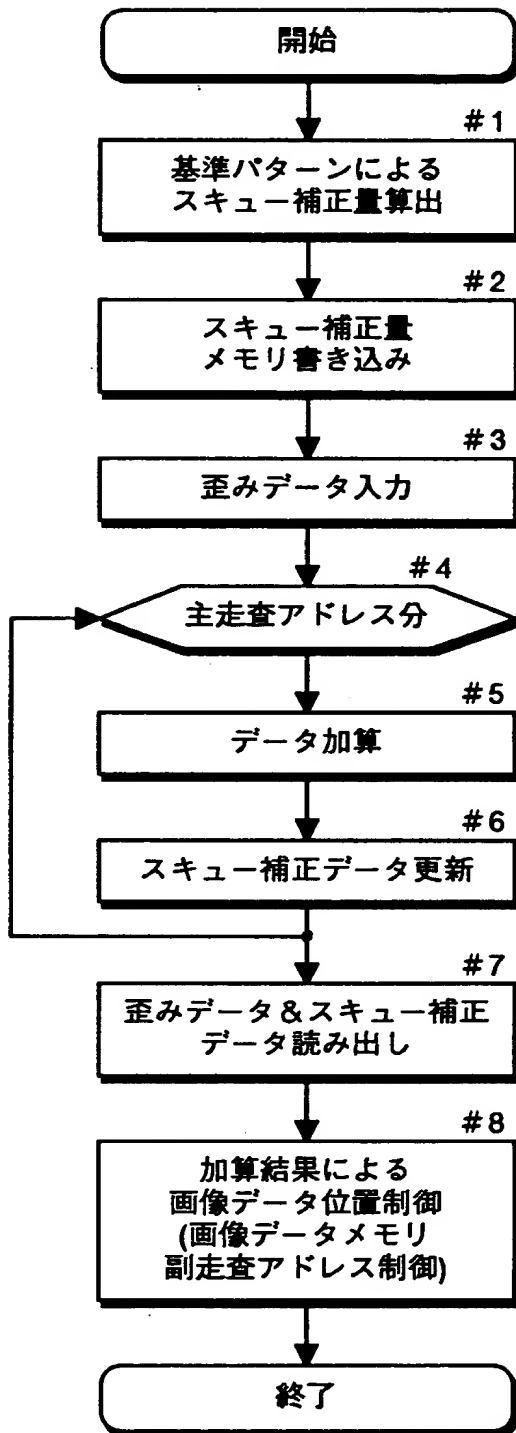 開始
#1
基準パターンによる
スキュー補正量算出
#2
スキュー補正量
メモリ書き込み
#3
歪みデータ入力
#4
主走査アドレス分
#5
データ加算
#6
スキュー補正データ更新
#7
歪みデータ&スキュー補正
データ読み出し
#8
加算結果による
画像データ位置制御
(画像データメモリ
副走査アドレス制御)
終了